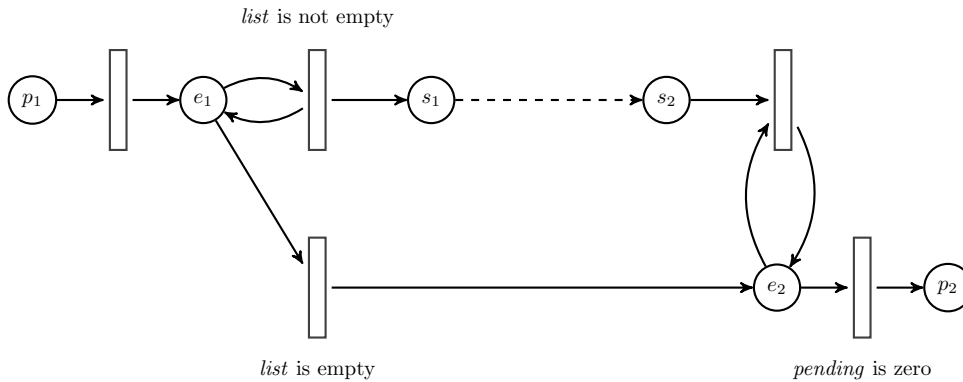 list is not empty
p1
e1
s1
s2
e2
p2
list is empty
pending is zero